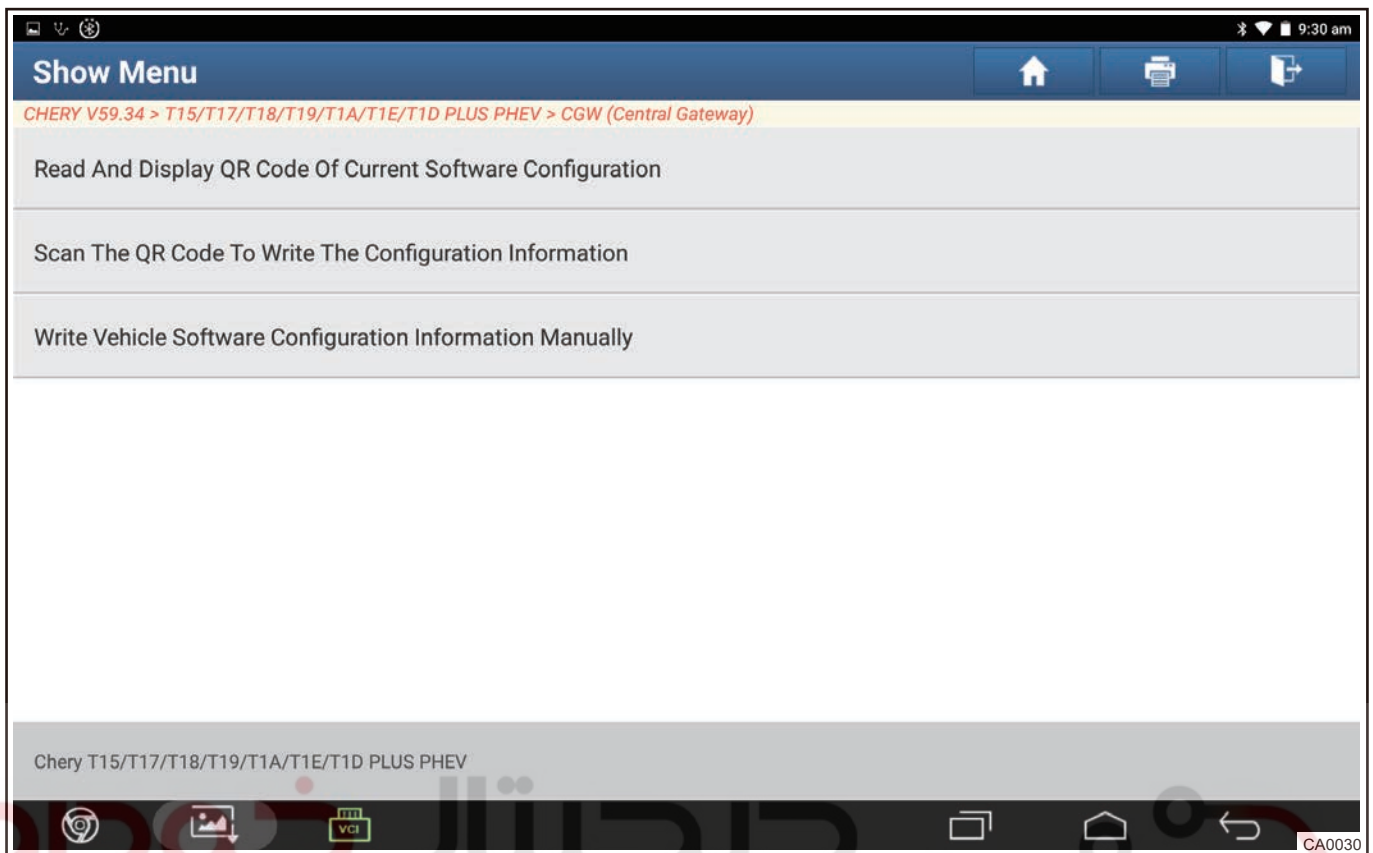 9:30 am
Show Menu
CHERY V59.34 > T15/T17/T18/T19/T1A/T1E/T1D PLUS PHEV > CGW (Central Gateway)
Read And Display QR Code Of Current Software Configuration
Scan The QR Code To Write The Configuration Information
Write Vehicle Software Configuration Information Manually
Chery T15/T17/T18/T19/T1A/T1E/T1D PLUS PHEV
VCI
CA0030